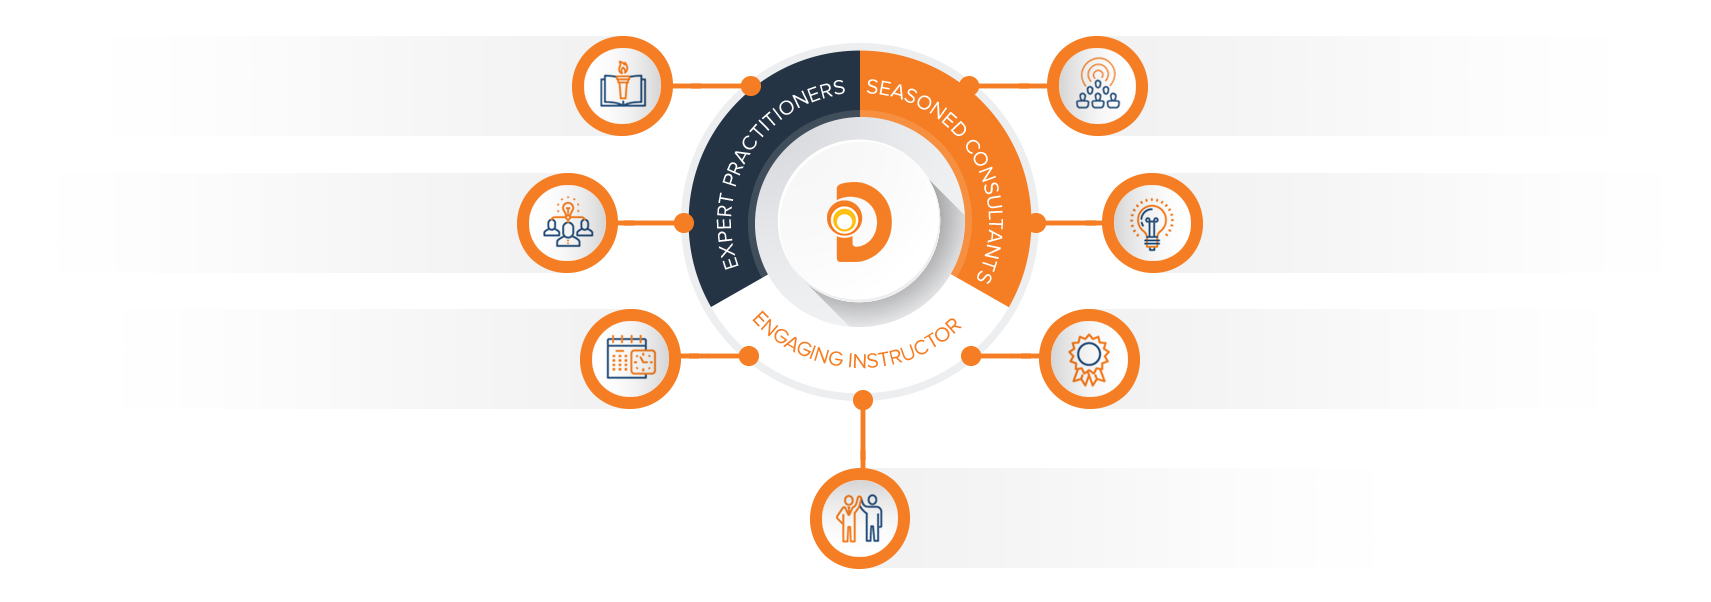 EXPERT PRACTITIONERS
SEASONED CONSULTANTS
ENGAGING INSTRUCTOR